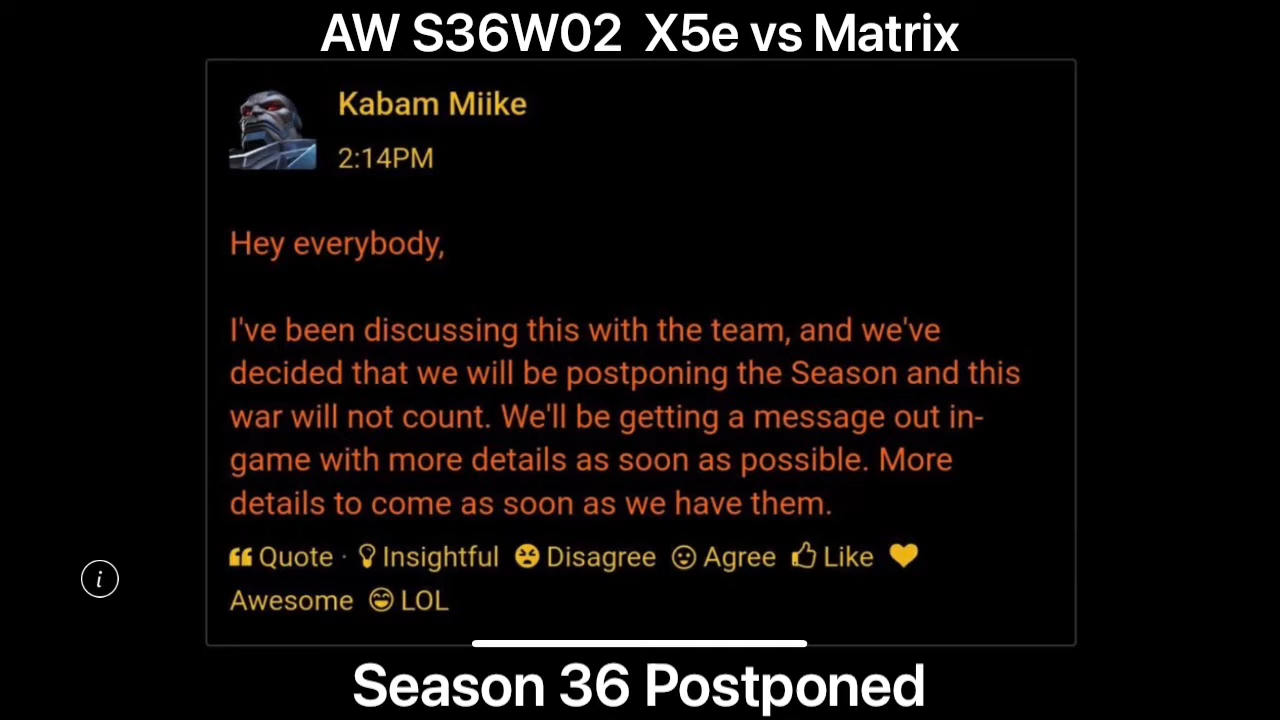 AW S36W02 X5e vs Matrix
Kabam Miike
2:14PM
Hey everybody,
I've been discussing this with the team, and we've
decided that we will be postponing the Season and this
war will not count. We'll be getting a message out in-
game with more details as soon as possible. More
details to come as soon as we have them.
Quote · Insightful Disagree Agree Like
Awesome LOL
i
Season 36 Postponed